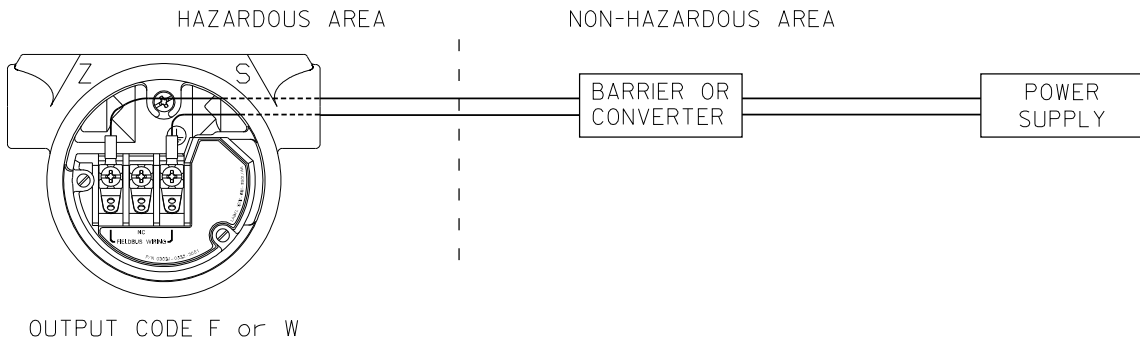 HAZARDOUS AREA
NON-HAZARDOUS AREA
Z
S
BARRIER OR
CONVERTER
POWER
SUPPLY
NC
FIELDBUS WIRING
OUTPUT CODE F or W